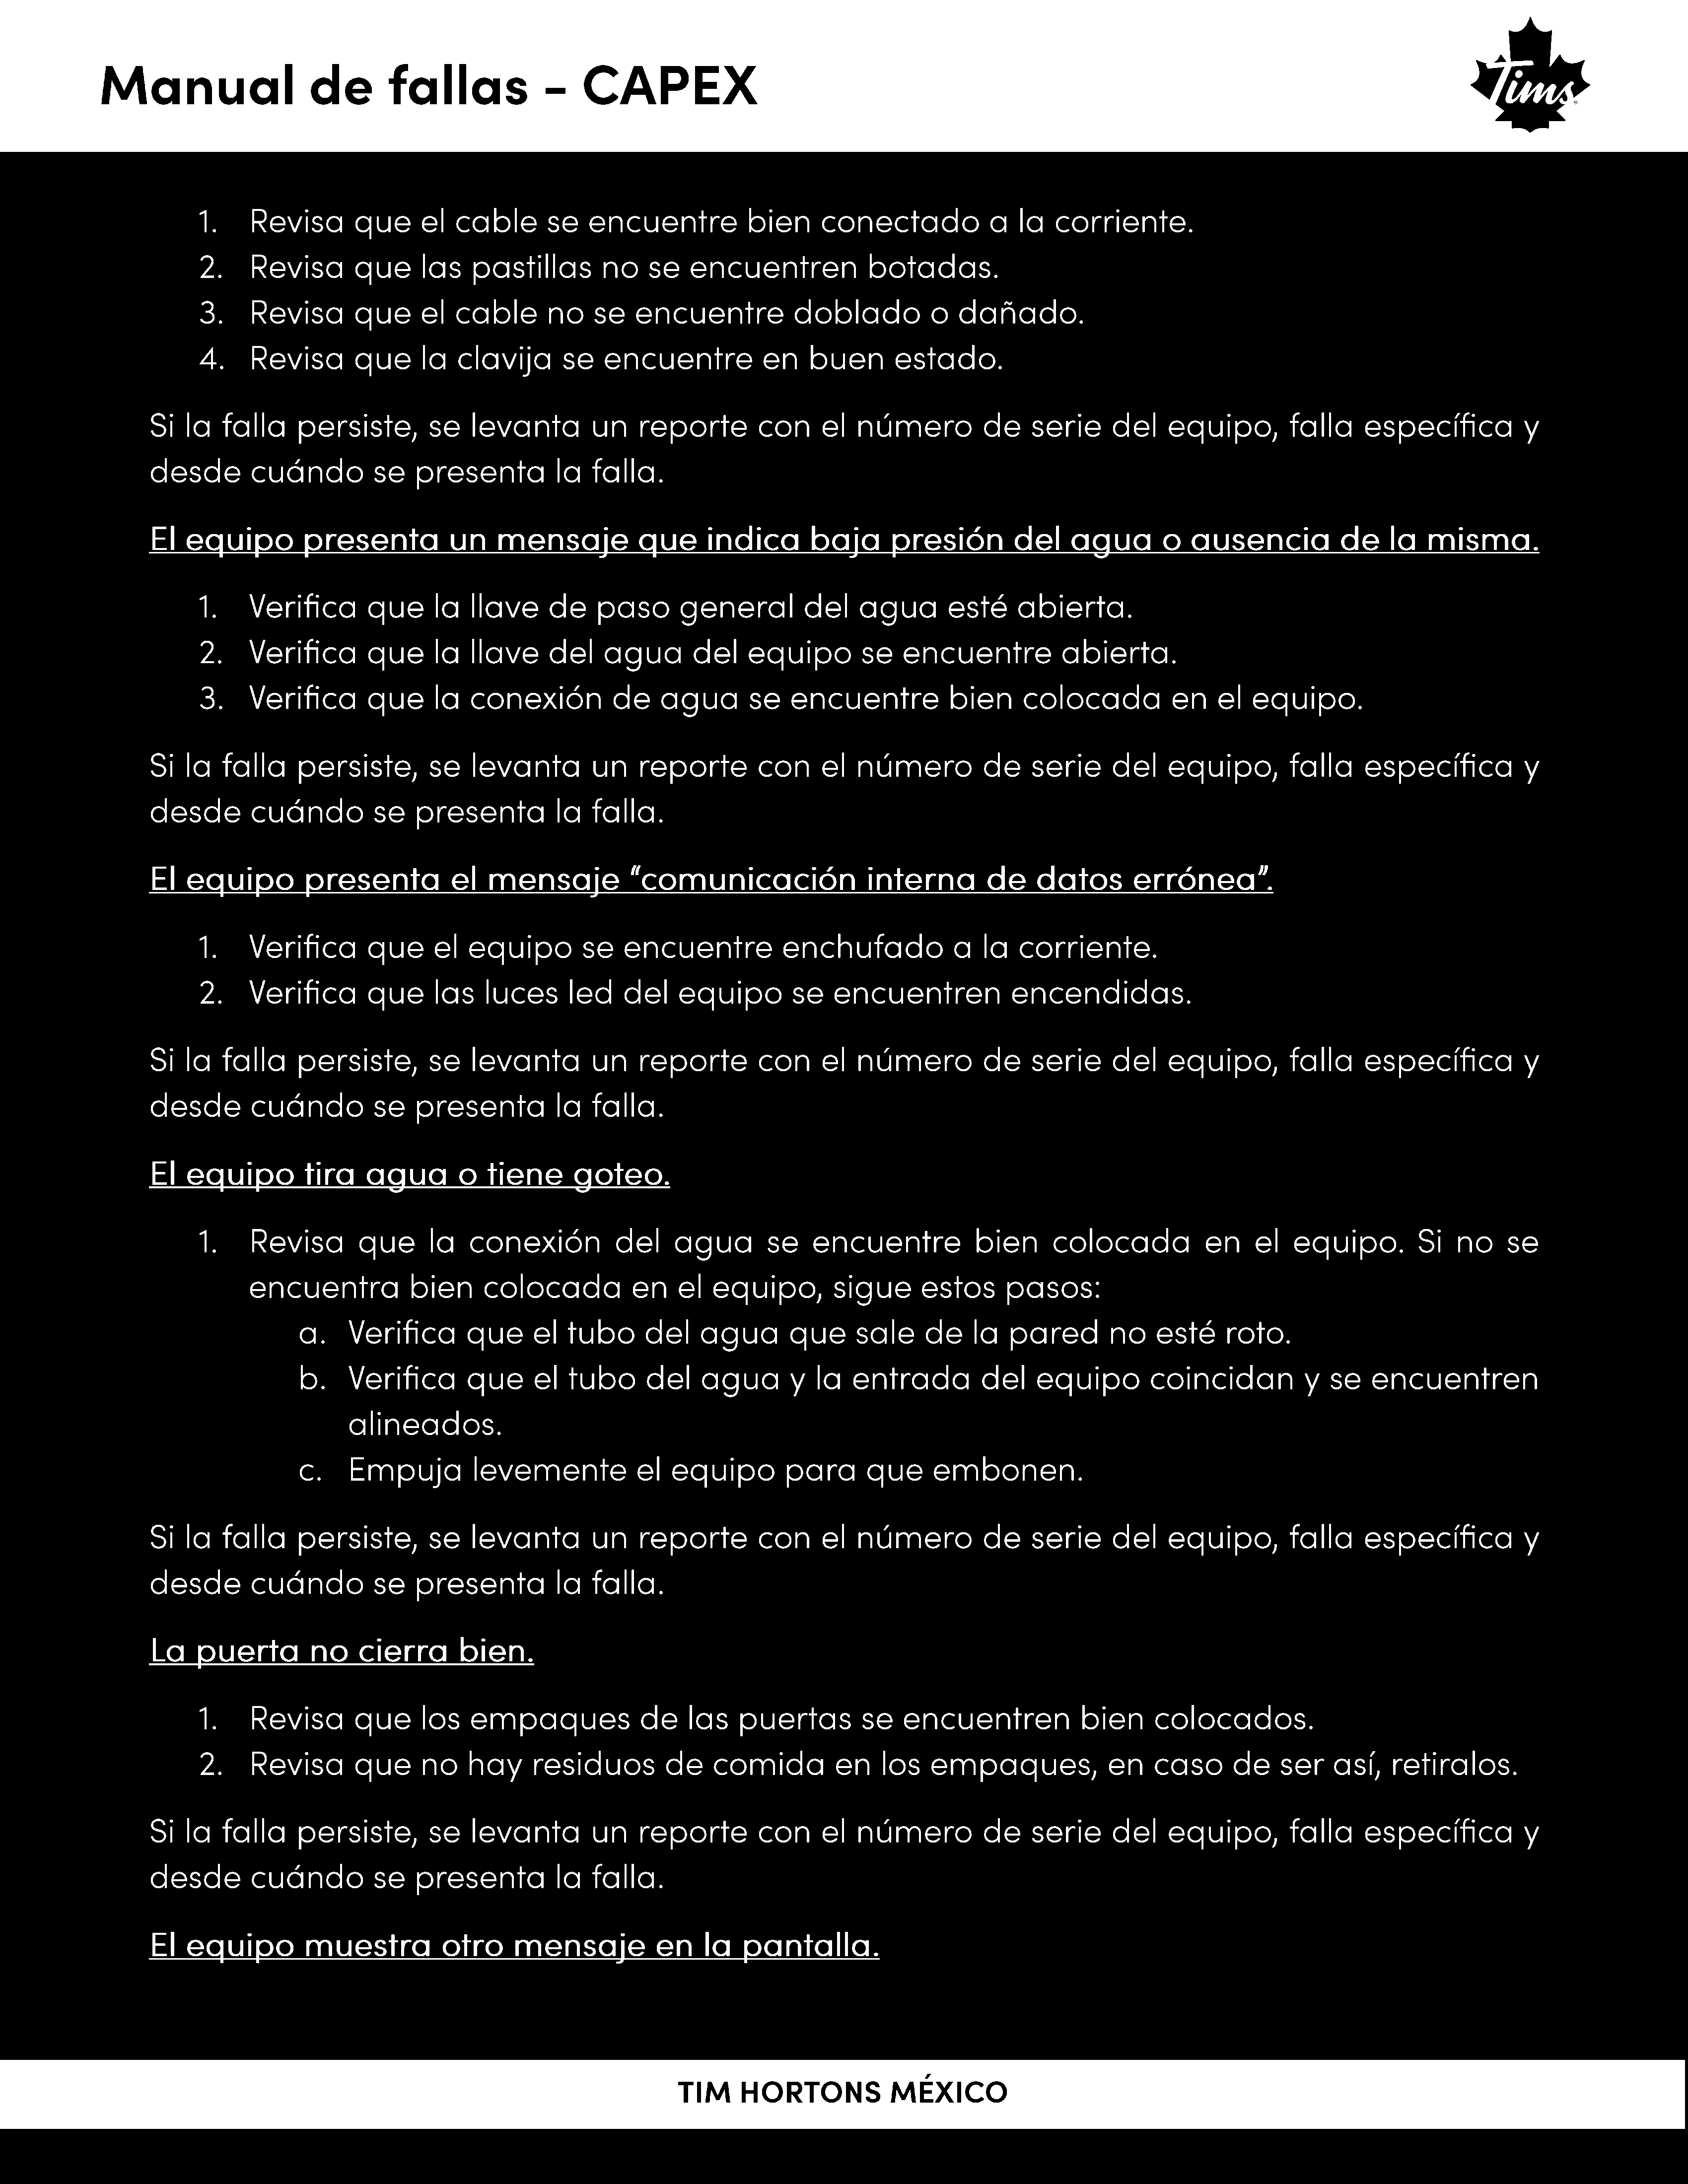 Manual de fallas - CAPEX
Tims
1. Revisa que el cable se encuentre bien conectado a la corriente.
2. Revisa que las pastillas no se encuentren botadas.
3. Revisa que el cable no se encuentre doblado o dañado.
4. Revisa que la clavija se encuentre en buen estado.
Si la falla persiste, se levanta un reporte con el número de serie del equipo, falla específica y
desde cuándo se presenta la falla.
El equipo presenta un mensaje que indica baja presión del agua o ausencia de la misma.
1. Verifica que la llave de paso general del agua esté abierta.
2. Verifica que la llave del agua del equipo se encuentre abierta.
3. Verifica que la conexión de agua se encuentre bien colocada en el equipo.
Si la falla persiste, se levanta un reporte con el número de serie del equipo, falla específica y
desde cuándo se presenta la falla.
El equipo presenta el mensaje “comunicación interna de datos errónea”.
1. Verifica que el equipo se encuentre enchufado a la corriente.
2. Verifica que las luces led del equipo se encuentren encendidas.
Si la falla persiste, se levanta un reporte con el número de serie del equipo, falla específica y
desde cuándo se presenta la falla.
El equipo tira agua o tiene goteo.
1. Revisa que la conexión del agua se encuentre bien colocada en el equipo. Si no se
encuentra bien colocada en el equipo, sigue estos pasos:
a. Verifica que el tubo del agua que sale de la pared no esté roto.
b. Verifica que el tubo del agua y la entrada del equipo coincidan y se encuentren
alineados.
c. Empuja levemente el equipo para que embonen.
Si la falla persiste, se levanta un reporte con el número de serie del equipo, falla específica y
desde cuándo se presenta la falla.
La puerta no cierra bien.
1. Revisa que los empaques de las puertas se encuentren bien colocados.
2. Revisa que no hay residuos de comida en los empaques, en caso de ser así, retiralos.
Si la falla persiste, se levanta un reporte con el número de serie del equipo, falla específica y
desde cuándo se presenta la falla.
El equipo muestra otro mensaje en la pantalla.
TIM HORTONS MÉXICO